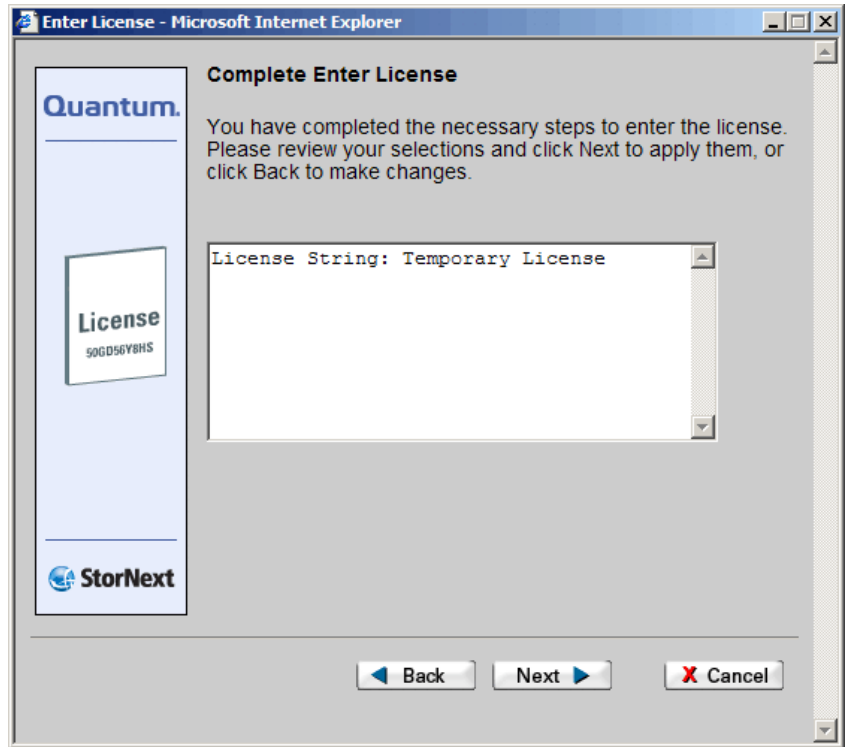 Enter License - Microsoft Internet Explorer
Quantum.
License
50GD56Y8HS
StorNext
Complete Enter License
You have completed the necessary steps to enter the license.
Please review your selections and click Next to apply them, or
click Back to make changes.
License String: Temporary License
Back
Next
Cancel